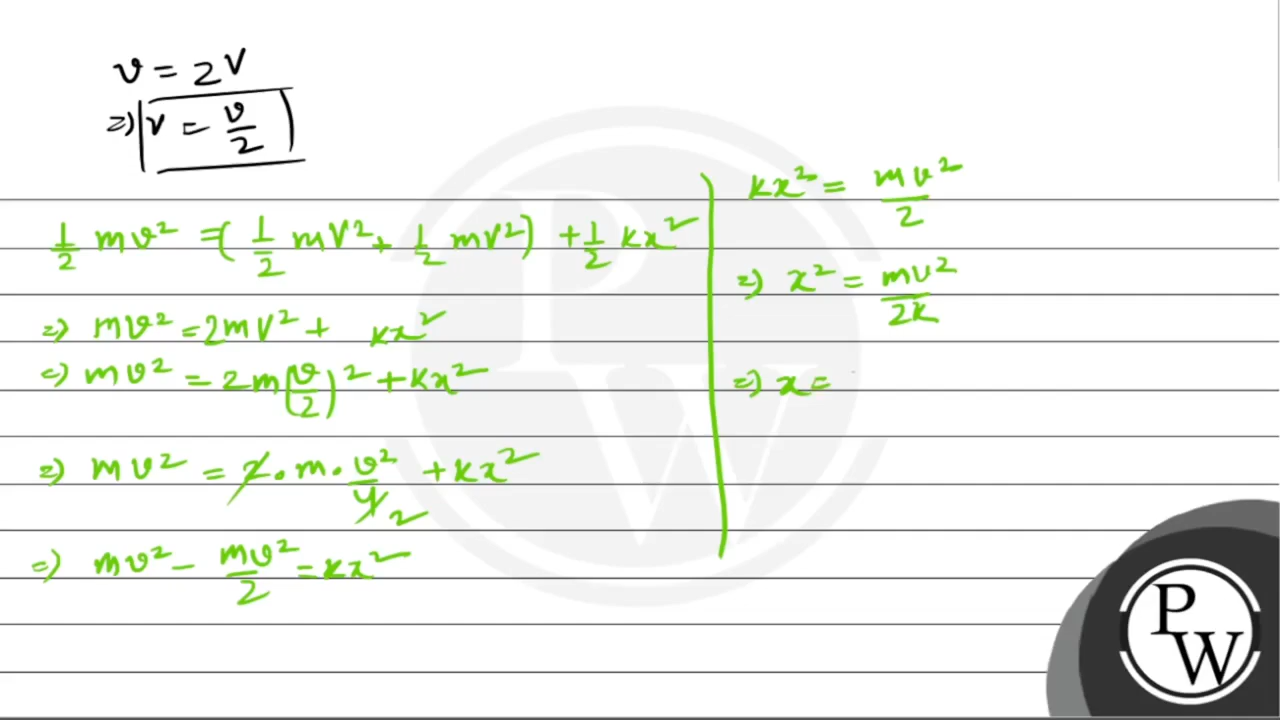 v = 2V
=) V = v/2
1/2 mv² = (1/2 mV² + 1/2 mV²) + 1/2 kx²
=) mv² = 2mV² + kx²
=) mv² = 2m(v/2)² + kx²
=) mv² = 2 · m · v²/4 2 + kx²
=) mv² - mv²/2 = kx²
kx² = mv²/2
=) x² = mv²/2k
=) x =
P
W
P
W